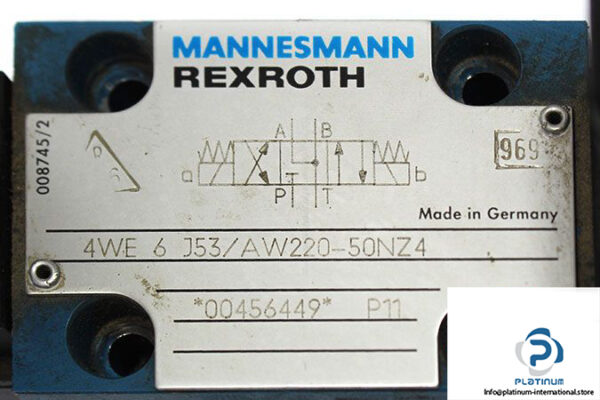 MANNESMANN
REXROTH
008745/2
A B
a b
P T
969
Made in Germany
4WE 6 J53/AW220-50NZ4
*00456449* P11
PLATINUM
Info@platinum-international.store